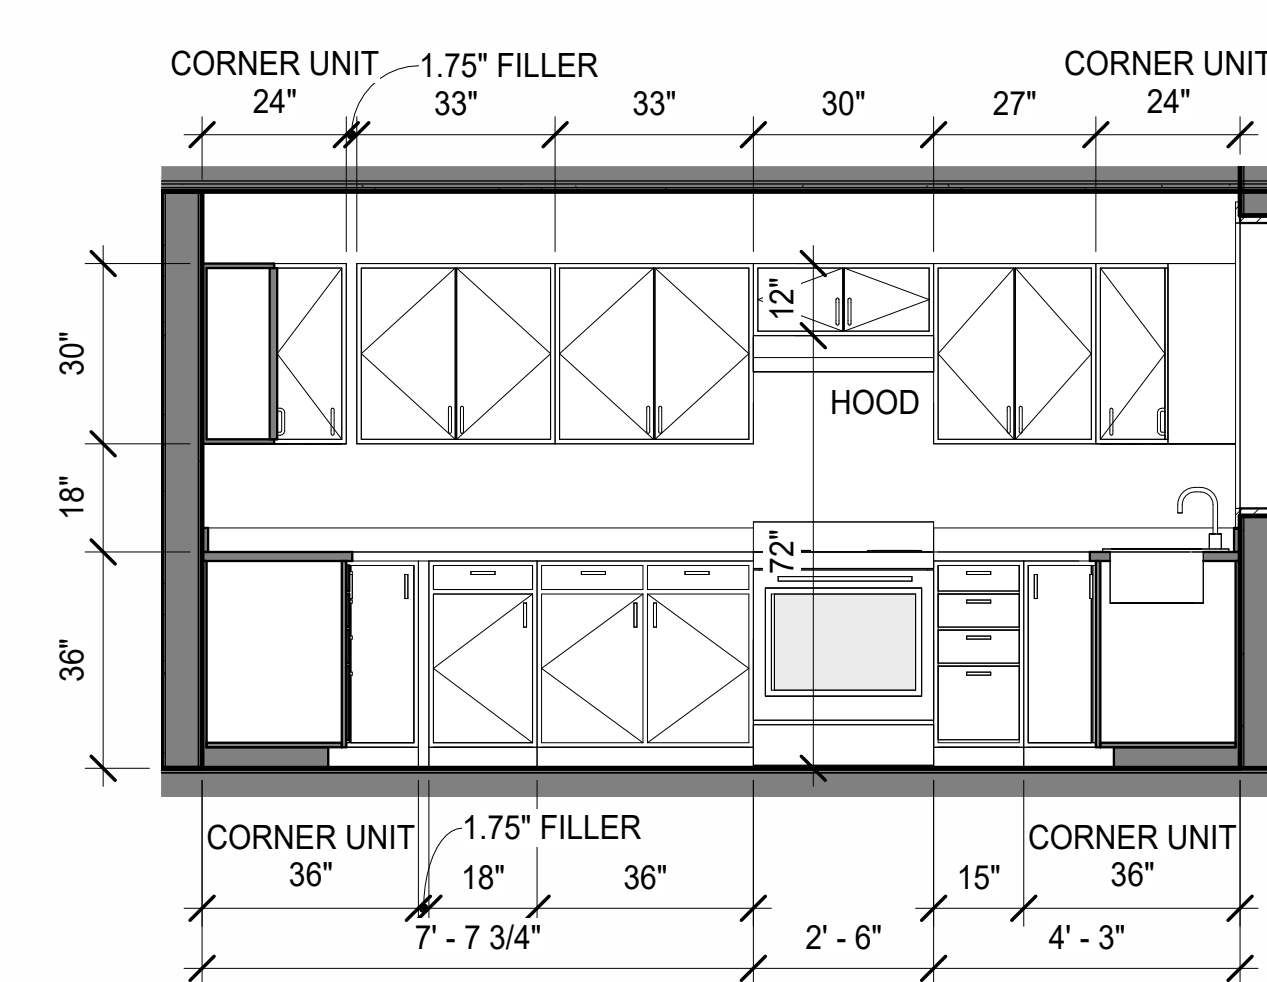 CORNER UNIT
1.75" FILLER
CORNER UNIT
24"
33"
33"
30"
27"
24"
30"
12"
HOOD
18"
72"
36"
CORNER UNIT
1.75" FILLER
CORNER UNIT
36"
18"
36"
15"
36"
7' - 7 3/4"
2' - 6"
4' - 3"